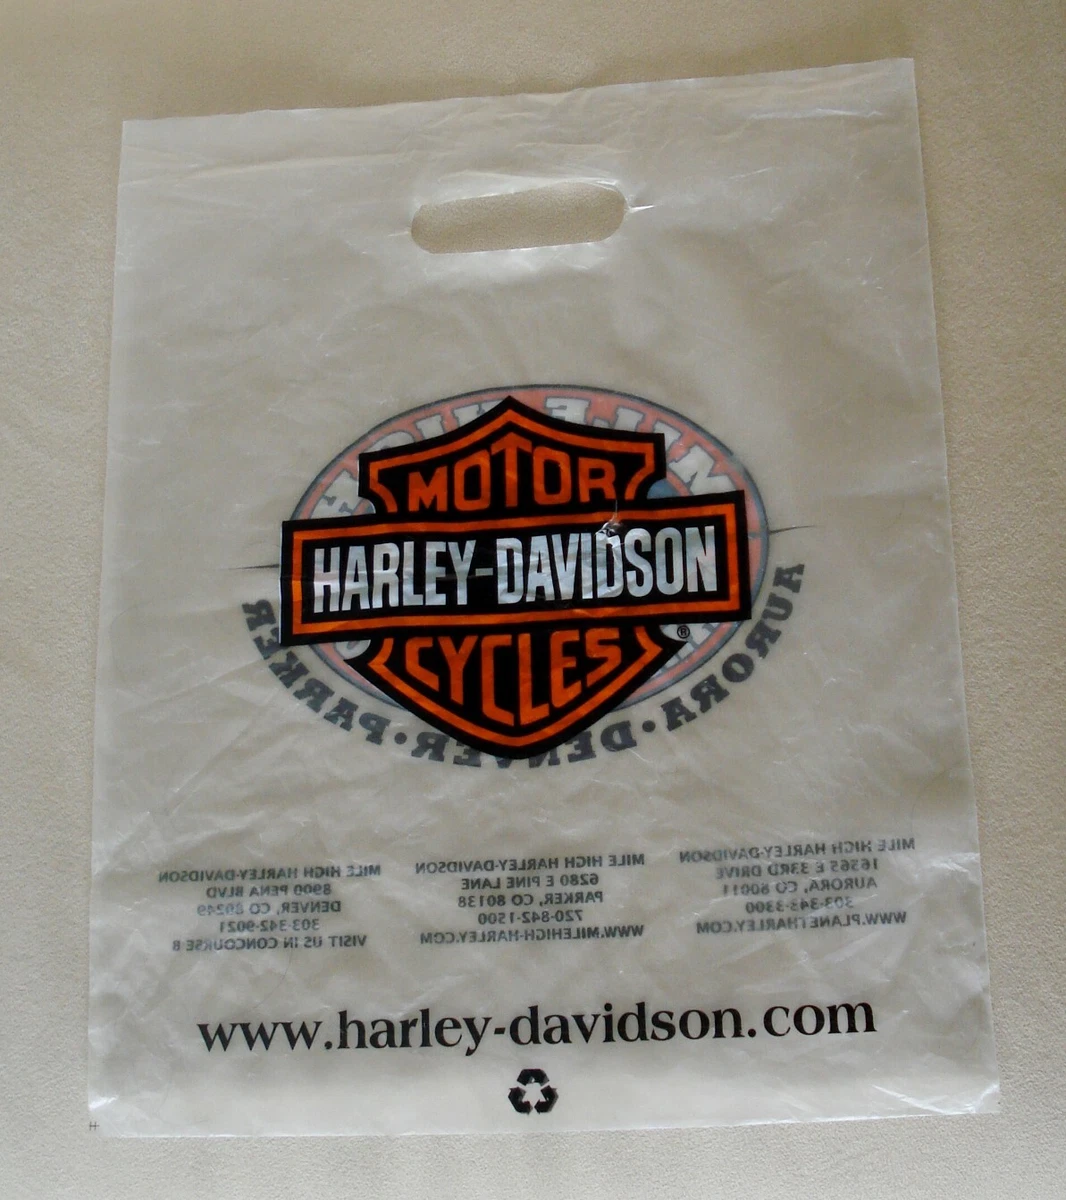 MOTOR
HARLEY-DAVIDSON
CYCLES
®
AURORA • DENVER • PARKER
MILE HIGH HARLEY-DAVIDSON
16565 E 33RD DRIVE
AURORA, CO 80011
303-343-3300
WWW.PLANETHARLEY.COM
MILE HIGH HARLEY-DAVIDSON
6280 E PINE LANE
PARKER, CO 80138
720-842-1500
WWW.MILEHIGH-HARLEY.COM
MILE HIGH HARLEY-DAVIDSON
8900 PENA BLVD
DENVER, CO 80249
303-342-9021
VISIT US IN CONCOURSE B
www.harley-davidson.com